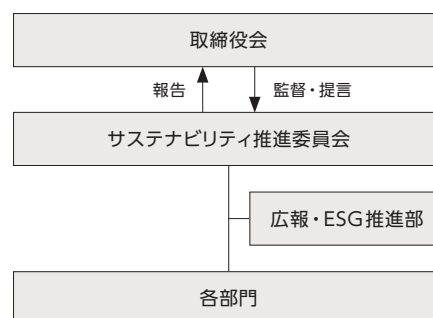 取締役会
報告
監督・提言
サステナビリティ推進委員会
広報・ESG推進部
各部門